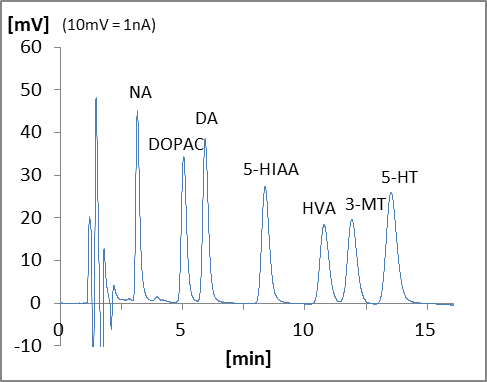 [mV] (10mV = 1nA)
60
50
40
30
20
10
0
-10
NA
DOPAC
DA
5-HIAA
HVA
3-MT
5-HT
0 5 10 15
[min]